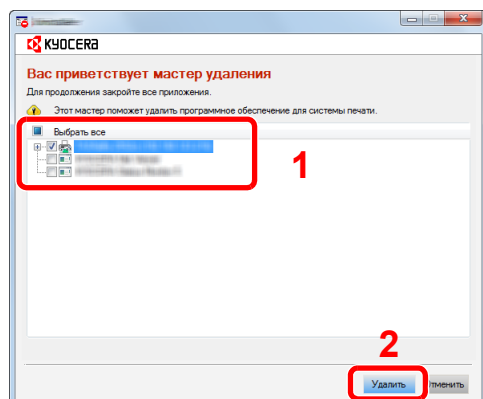 KYOCERA
Вас приветствует мастер удаления
Для продолжения закройте все приложения.
Этот мастер поможет удалить программное обеспечение для системы печати.
Выбрать все
1
2
Удалить тменить